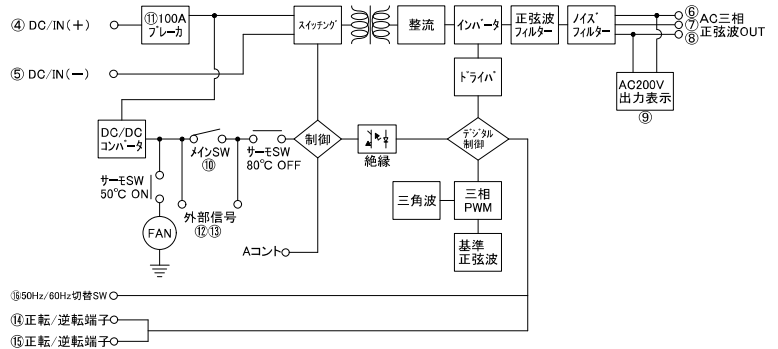 ④ DC/IN(+)
⑪100A
ブレーカ
スイッチング
整流
インバータ
正弦波
フィルター
ノイズ
フィルター
⑥
⑦
⑧
AC三相
正弦波OUT
⑤ DC/IN(-)
ドライバ
AC200V
出力表示
⑨
DC/DC
コンバータ
メインSW
⑩
サーモSW
80℃ OFF
制御
絶縁
デジタル
制御
サーモSW
50℃ ON
外部信号
⑫⑬
三角波
三相
PWM
FAN
Aコント
基準
正弦波
⑯50Hz/60Hz切替SW
⑭正転/逆転端子
⑮正転/逆転端子